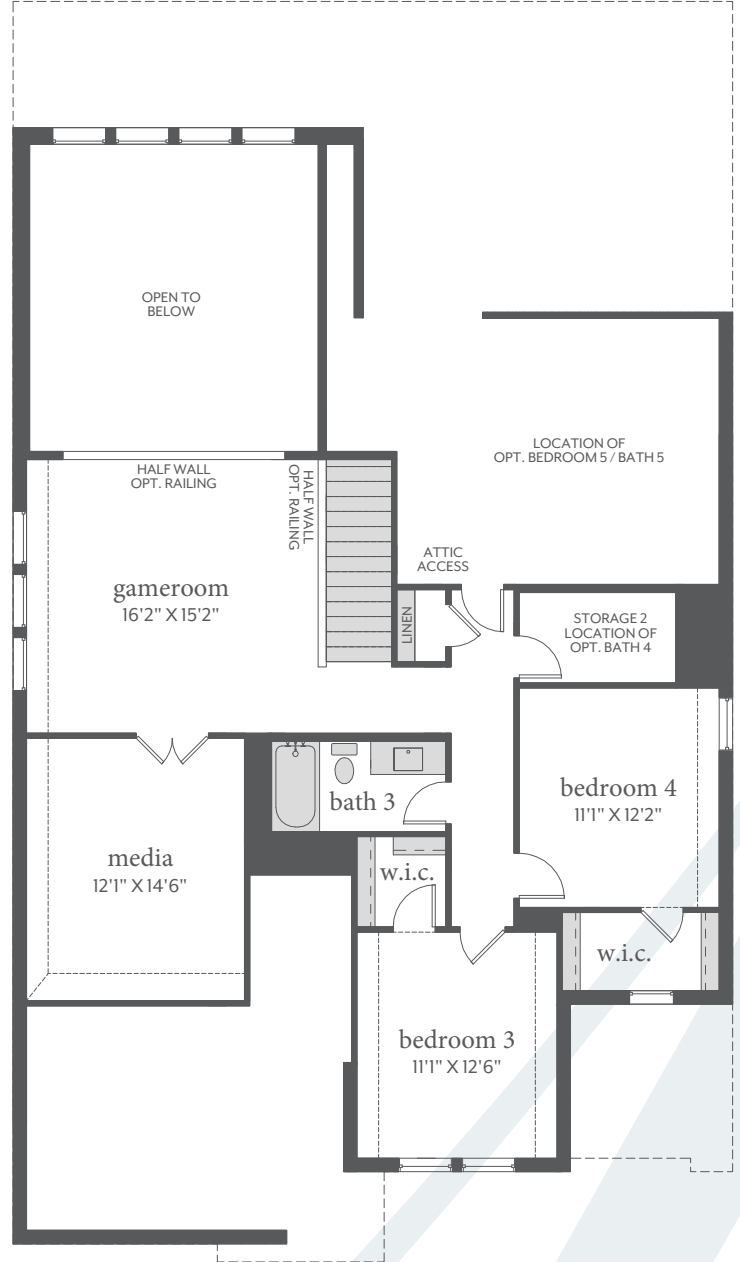 OPEN TO
BELOW
LOCATION OF
OPT. BEDROOM 5 / BATH 5
HALF WALL
OPT. RAILING
HALF WALL
OPT. RAILING
ATTIC
ACCESS
gameroom
16'2" X 15'2"
LINEN
STORAGE 2
LOCATION OF
OPT. BATH 4
bedroom 4
11'1" X 12'2"
bath 3
media
12'1" X 14'6"
w.i.c.
w.i.c.
bedroom 3
11'1" X 12'6"